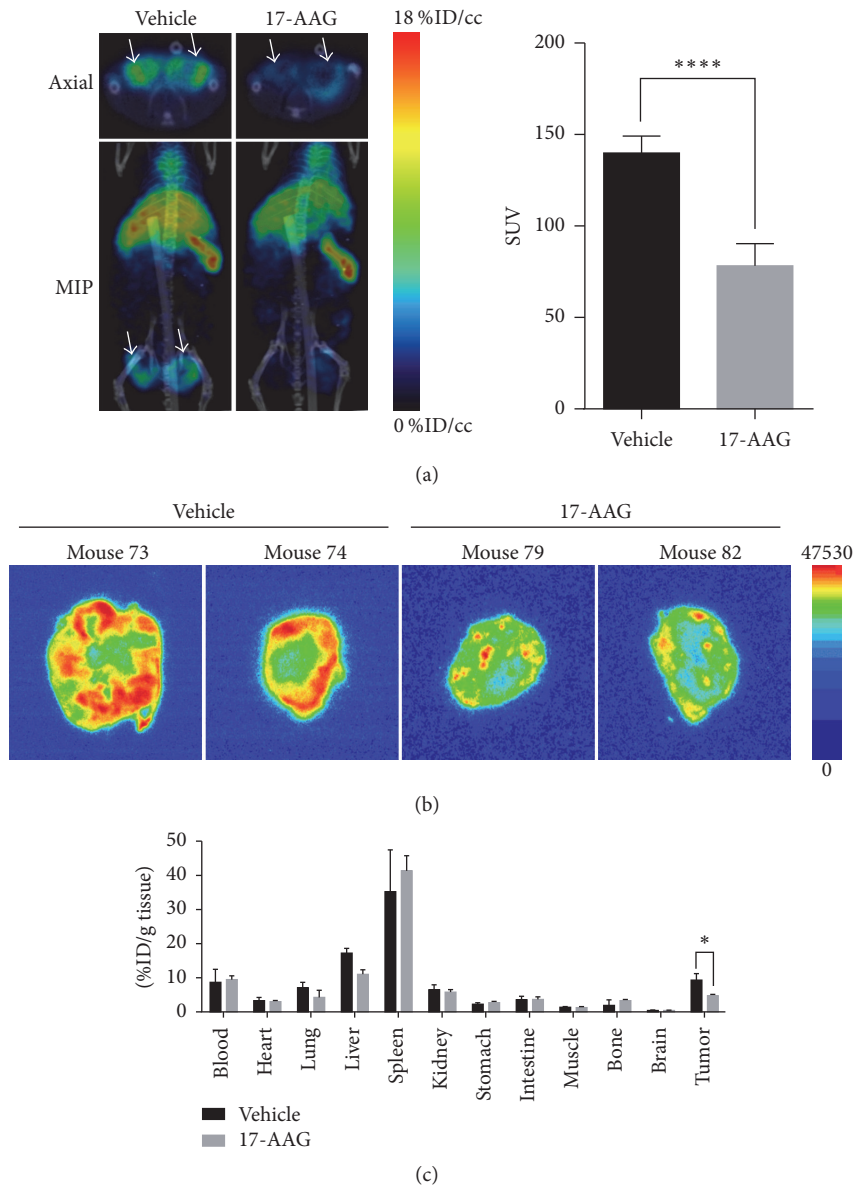 Vehicle 17-AAG
18 %ID/cc
Axial
MIP
0 %ID/cc
200
150
100
50
0
SUV
****
Vehicle 17-AAG
(a)
Vehicle 17-AAG
Mouse 73 Mouse 74 Mouse 79 Mouse 82 47530
0
(b)
50
40
30
20
10
0
(%ID/g tissue)
*
Blood
Heart
Lung
Liver
Spleen
Kidney
Stomach
Intestine
Muscle
Bone
Brain
Tumor
Vehicle
17-AAG
(c)